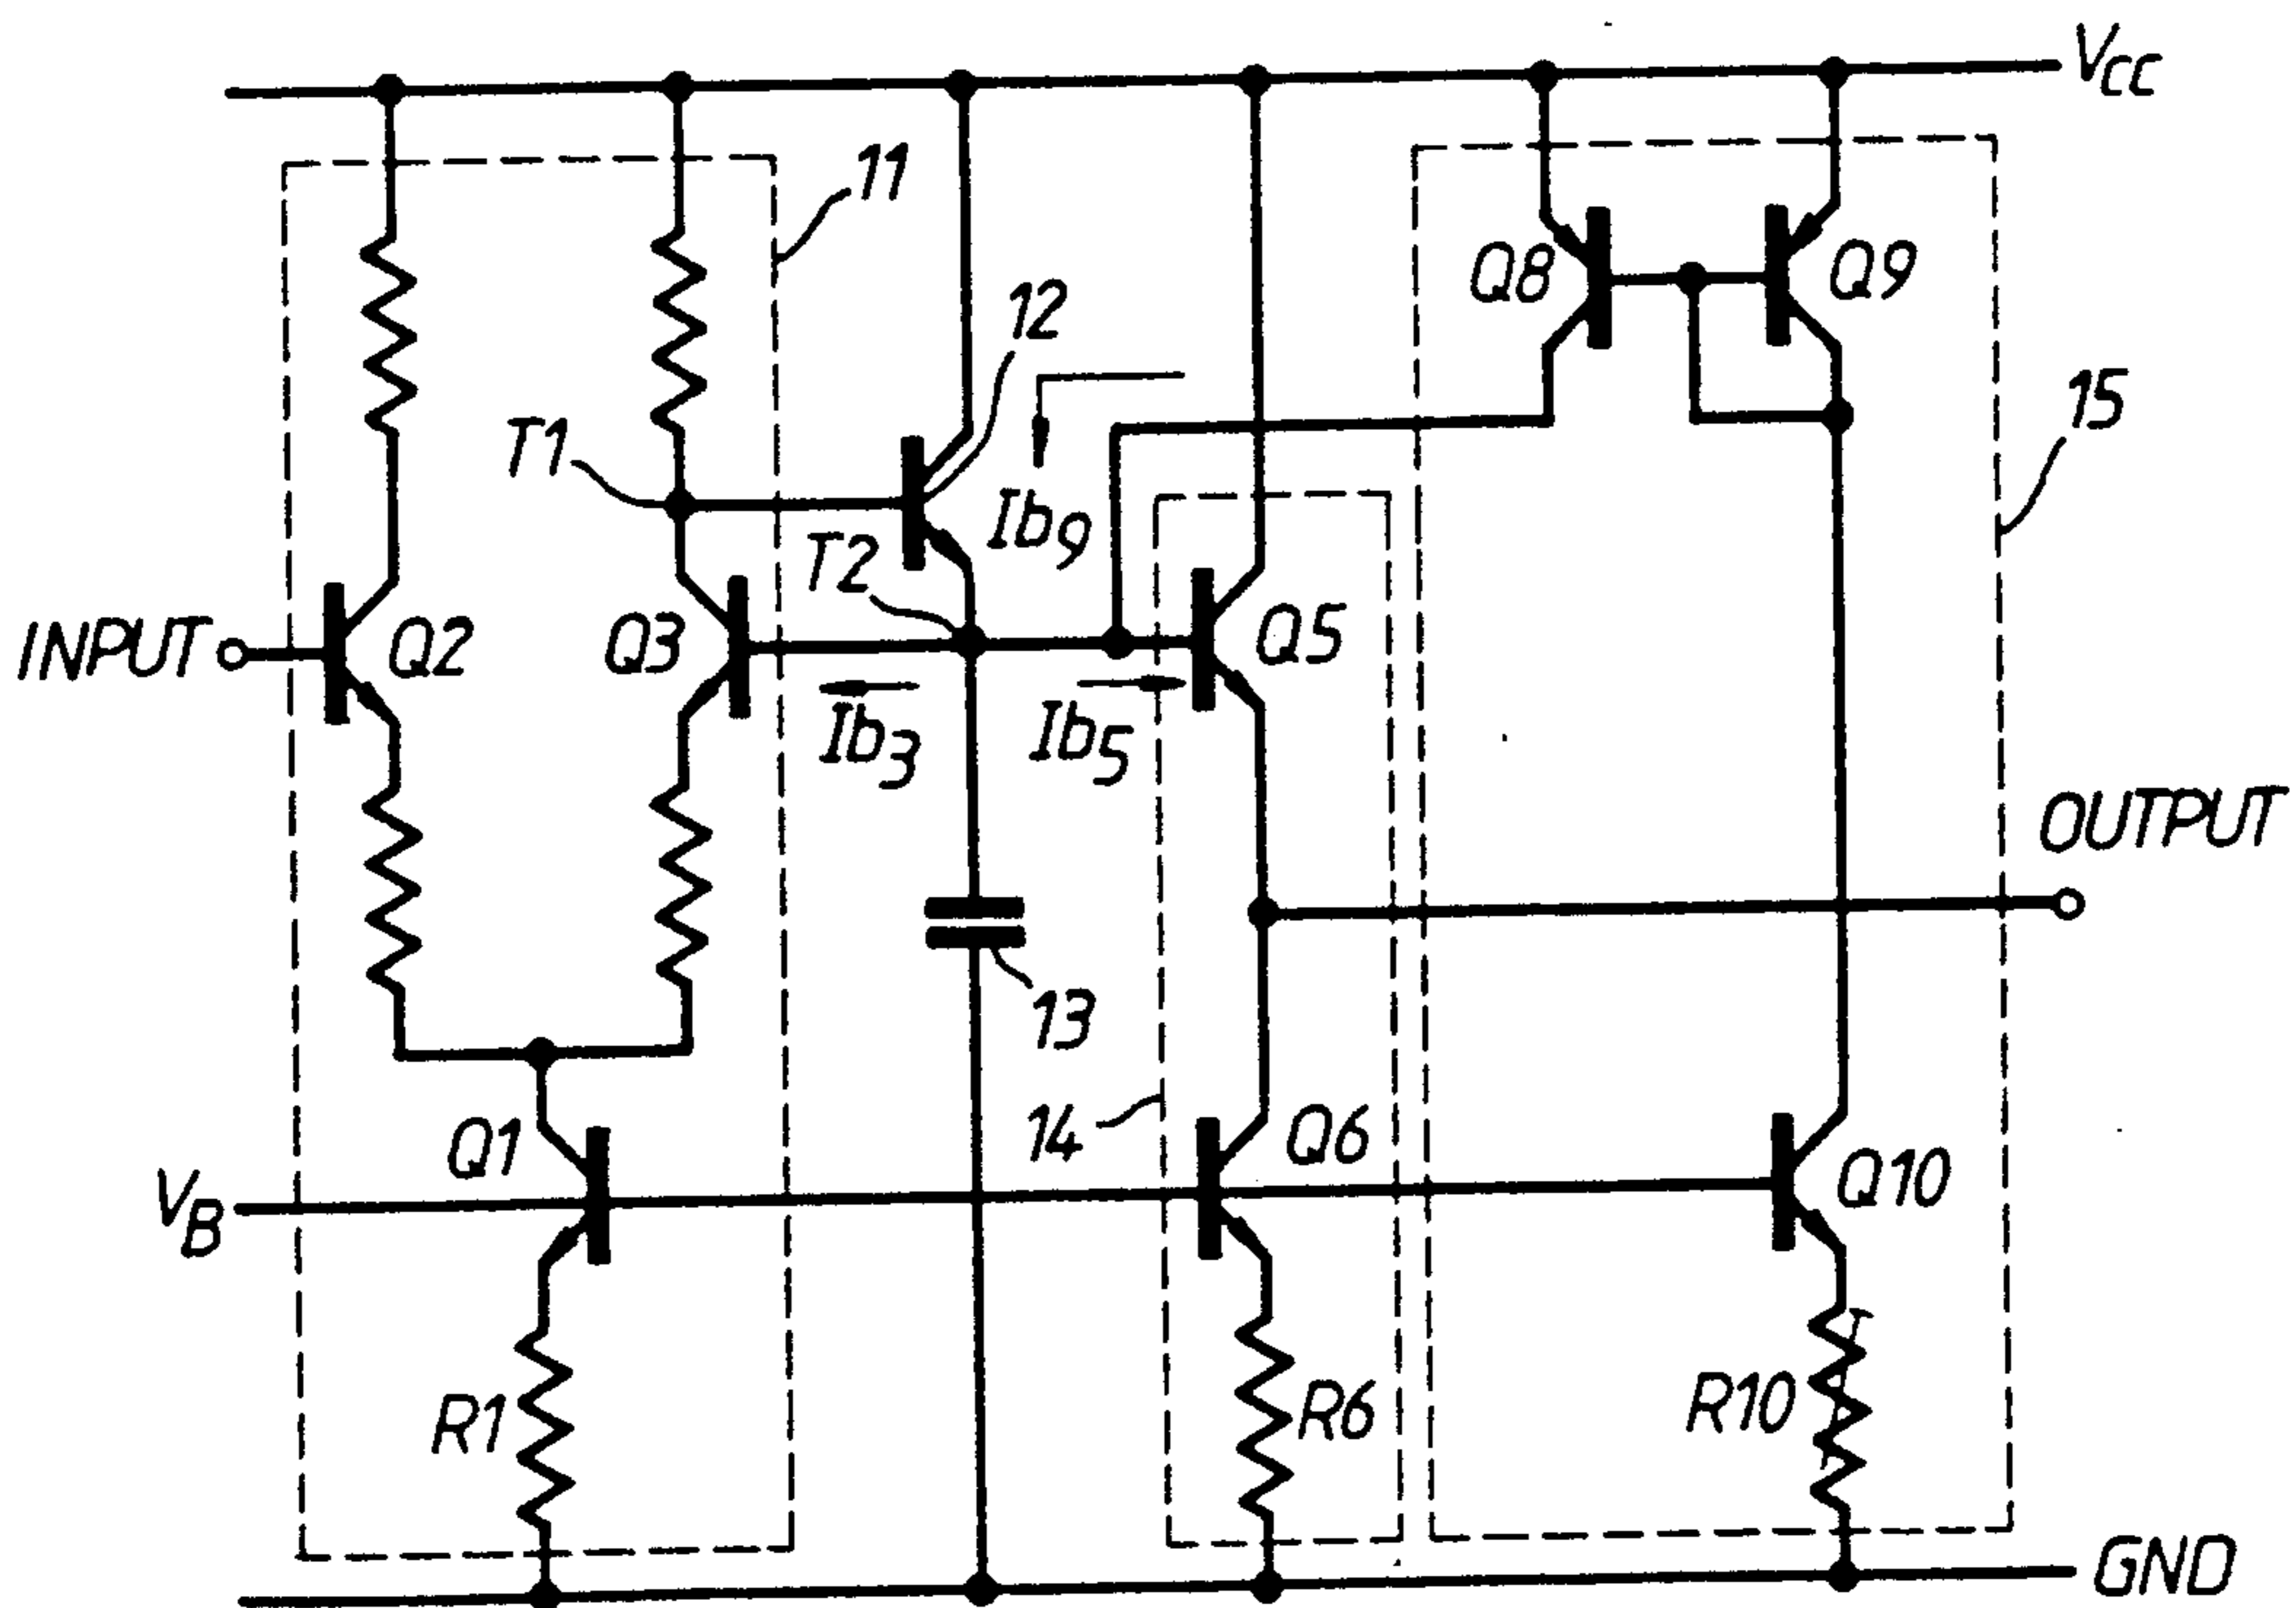 VCC
11
Q8
Q9
12
15
T1
Ib9
T2
INPUT
Q2
Q3
Q5
Ib3
Ib5
OUTPUT
13
14
Q1
Q6
Q10
VB
R1
R6
R10
GND